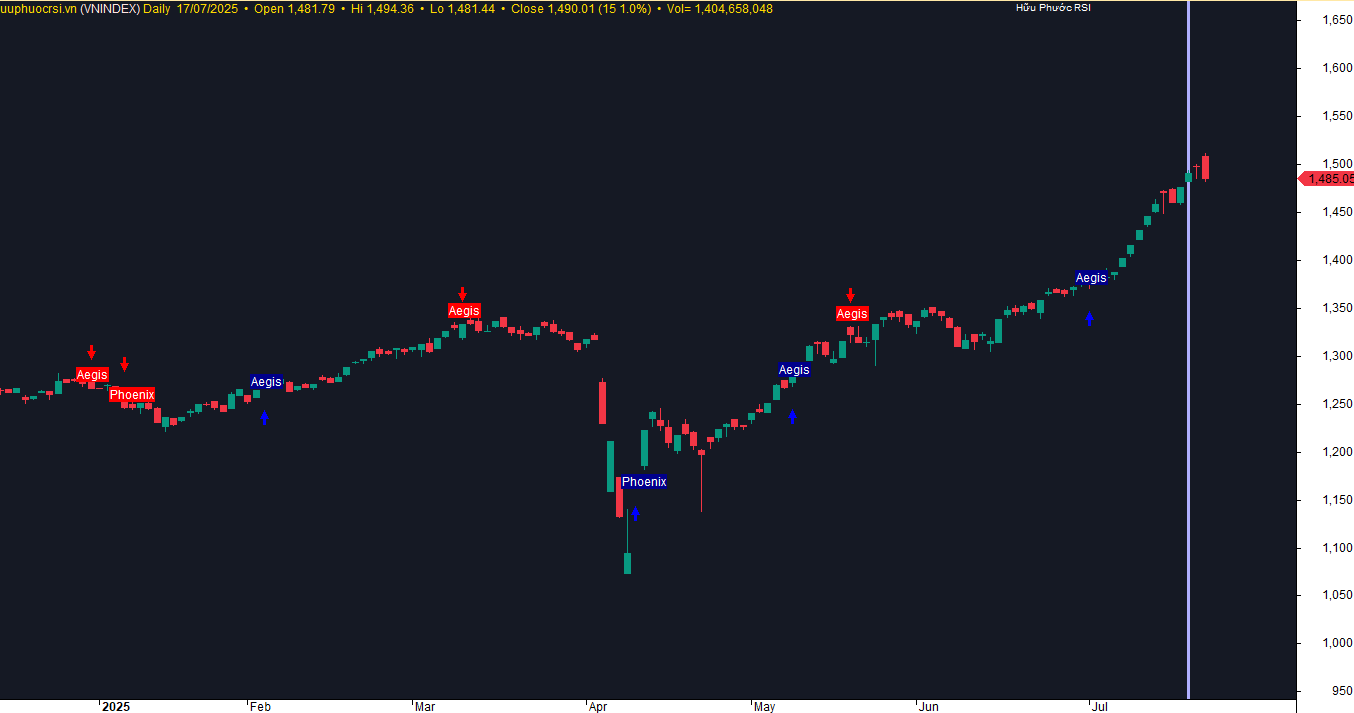 uuphuocrsi.vn (VNINDEX) Daily 17/07/2025 • Open 1,481.79 • Hi 1,494.36 • Lo 1,481.44 • Close 1,490.01 (15 1.0%) • Vol= 1,404,658,048
Hữu Phước RSI
1,650
1,600
1,550
1,500
1,485.05
1,450
1,400
Aegis
1,350
Aegis
Aegis
1,300
Aegis
Aegis
Aegis
Phoenix
1,250
1,200
Phoenix
1,150
1,100
1,050
1,000
950
2025 Feb Mar Apr May Jun Jul